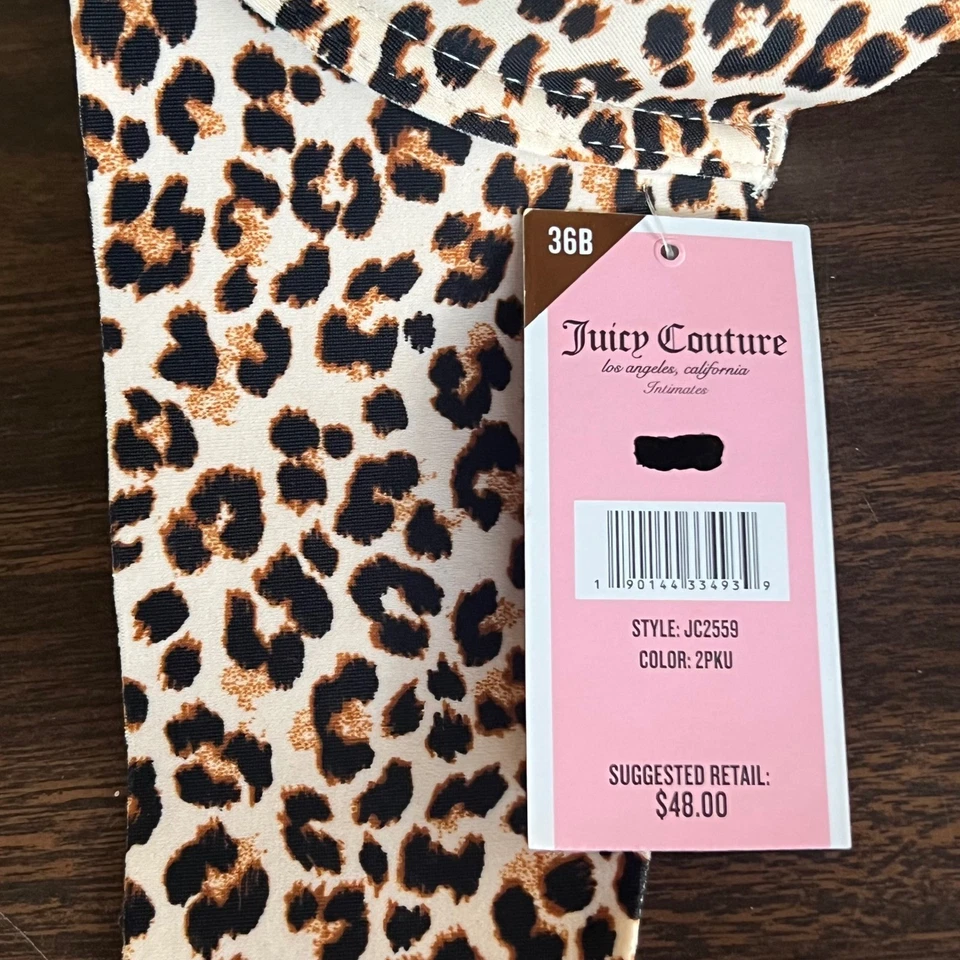 36B
Juicy Couture
los angeles, california
Intimates
1 90144 33493 9
STYLE: JC2559
COLOR: 2PKU
SUGGESTED RETAIL:
$48.00